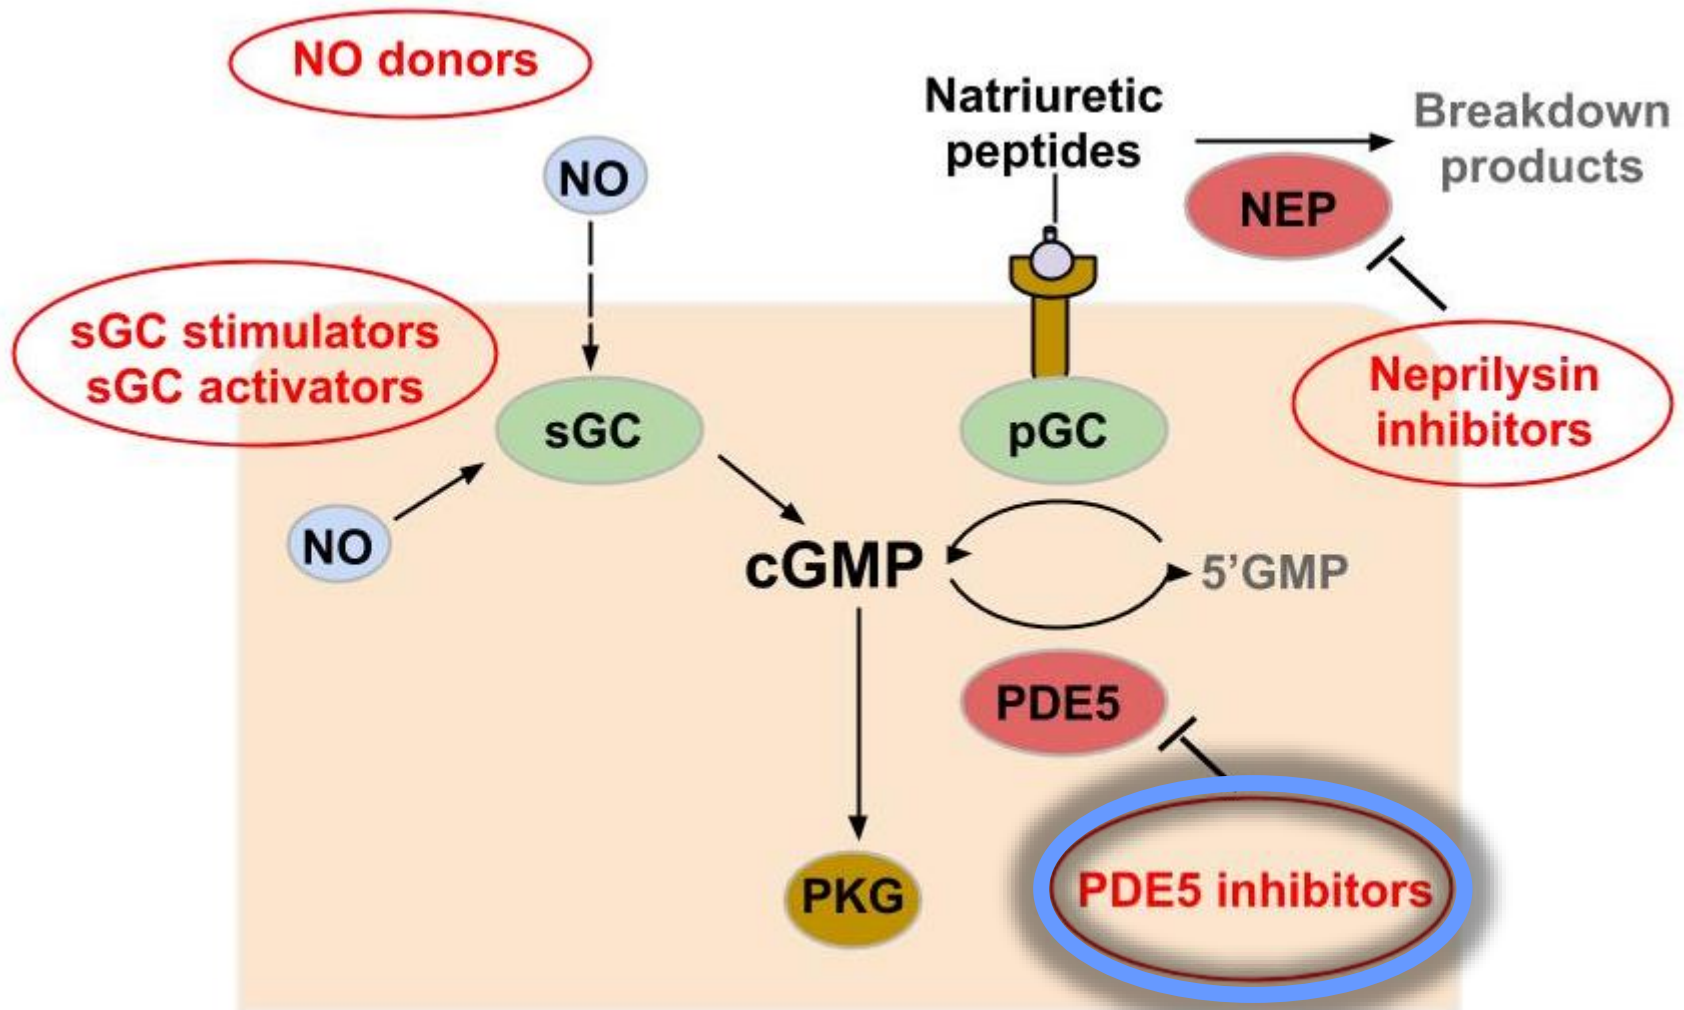 NO donors
Natriuretic
peptides
Breakdown
products
NO
NEP
sGC stimulators
sGC activators
Neprilysin
inhibitors
sGC
pGC
NO
cGMP
5’GMP
PDE5
PKG
PDE5 inhibitors